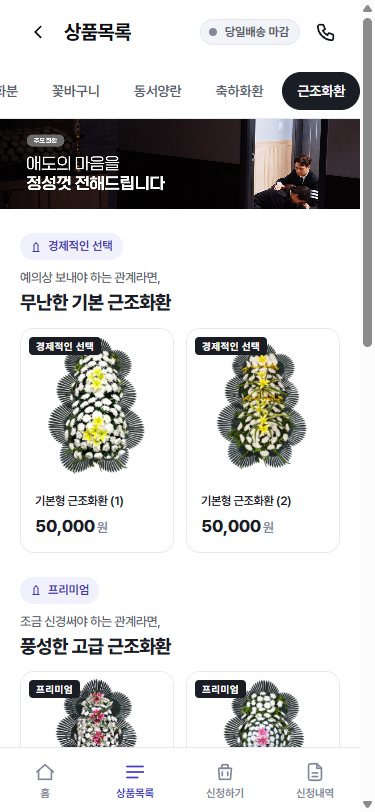 상품목록
당일배송 마감
화분
꽃바구니
동서양란
축하화환
근조화환
애도의 마음을
정성껏 전해드립니다
경제적인 선택
예의상 보내야 하는 관계라면,
무난한 기본 근조화환
경제적인 선택
경제적인 선택
기본형 근조화환 (1)
50,000원
기본형 근조화환 (2)
50,000원
프리미엄
조금 신경써야 하는 관계라면,
풍성한 고급 근조화환
프리미엄
프리미엄
홈
상품목록
신청하기
신청내역